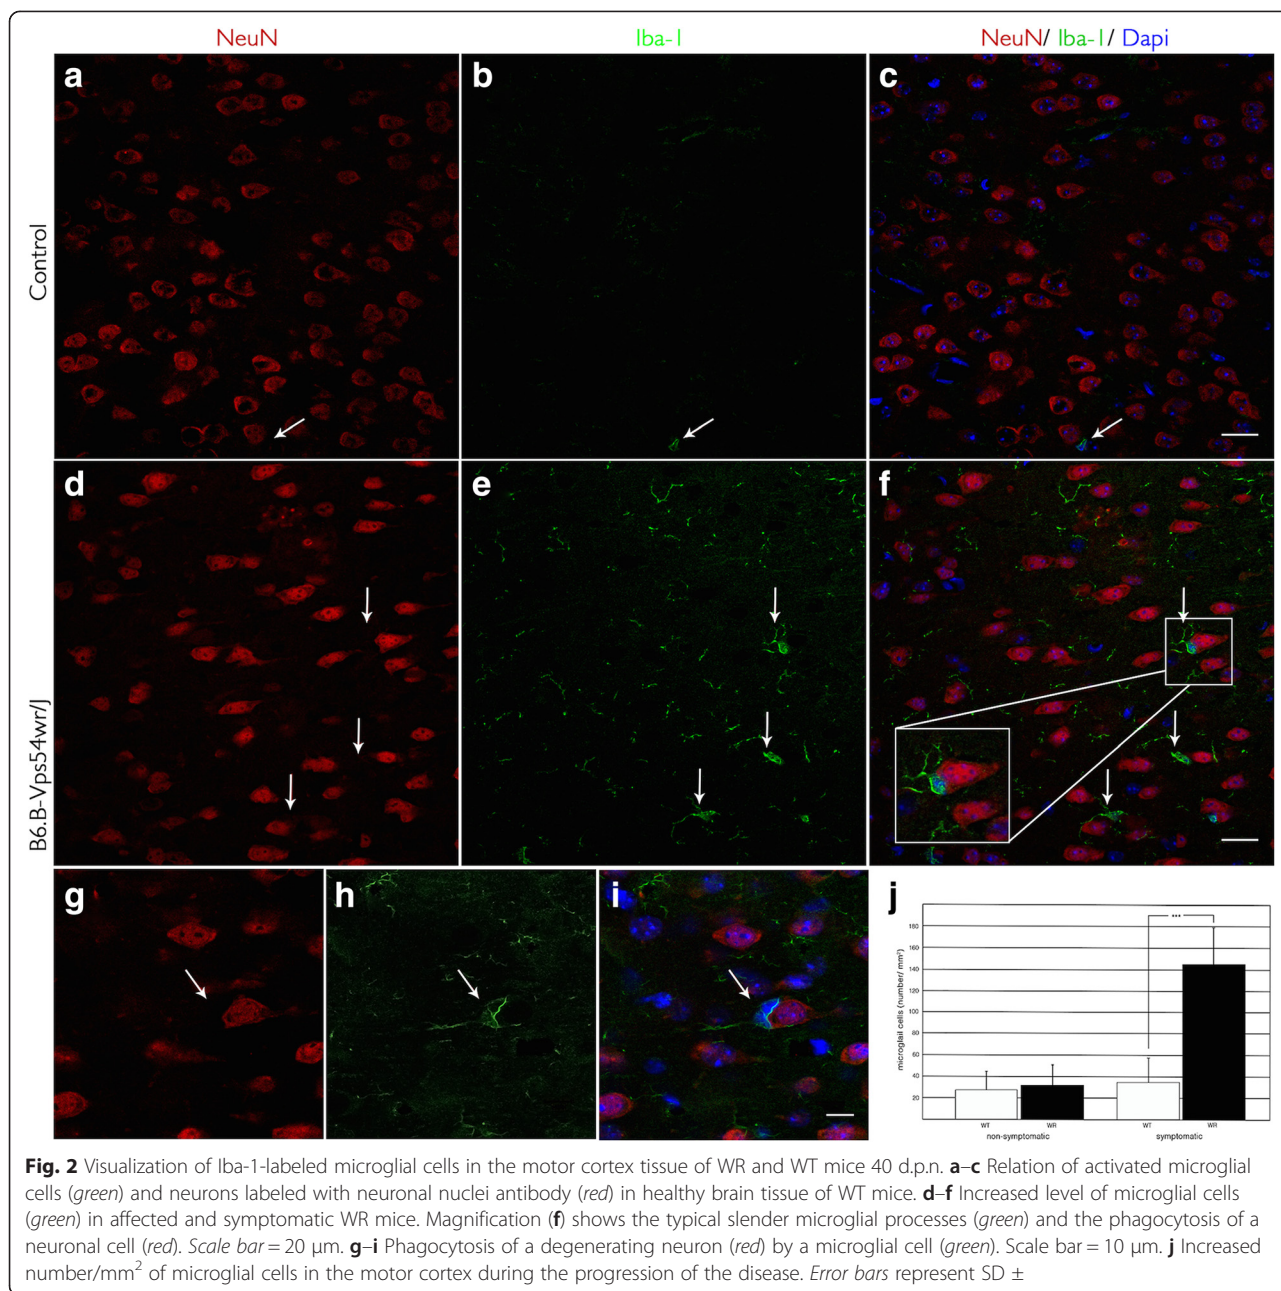 NeuN
Iba-1
NeuN/ Iba-1/ Dapi
Control
a
b
c
B6.B-Vps54wr/J
d
e
f
g
h
i
j
microglail cells (number/ mm²)
180
160
140
120
100
80
60
40
20
***
WT
WR
WT
WR
non-symptomatic
symptomatic
Fig. 2 Visualization of Iba-1-labeled microglial cells in the motor cortex tissue of WR and WT mice 40 d.p.n. a–c Relation of activated microglial
cells (green) and neurons labeled with neuronal nuclei antibody (red) in healthy brain tissue of WT mice. d–f Increased level of microglial cells
(green) in affected and symptomatic WR mice. Magnification (f) shows the typical slender microglial processes (green) and the phagocytosis of a
neuronal cell (red). Scale bar = 20 μm. g–i Phagocytosis of a degenerating neuron (red) by a microglial cell (green). Scale bar = 10 μm. j Increased
number/mm² of microglial cells in the motor cortex during the progression of the disease. Error bars represent SD ±